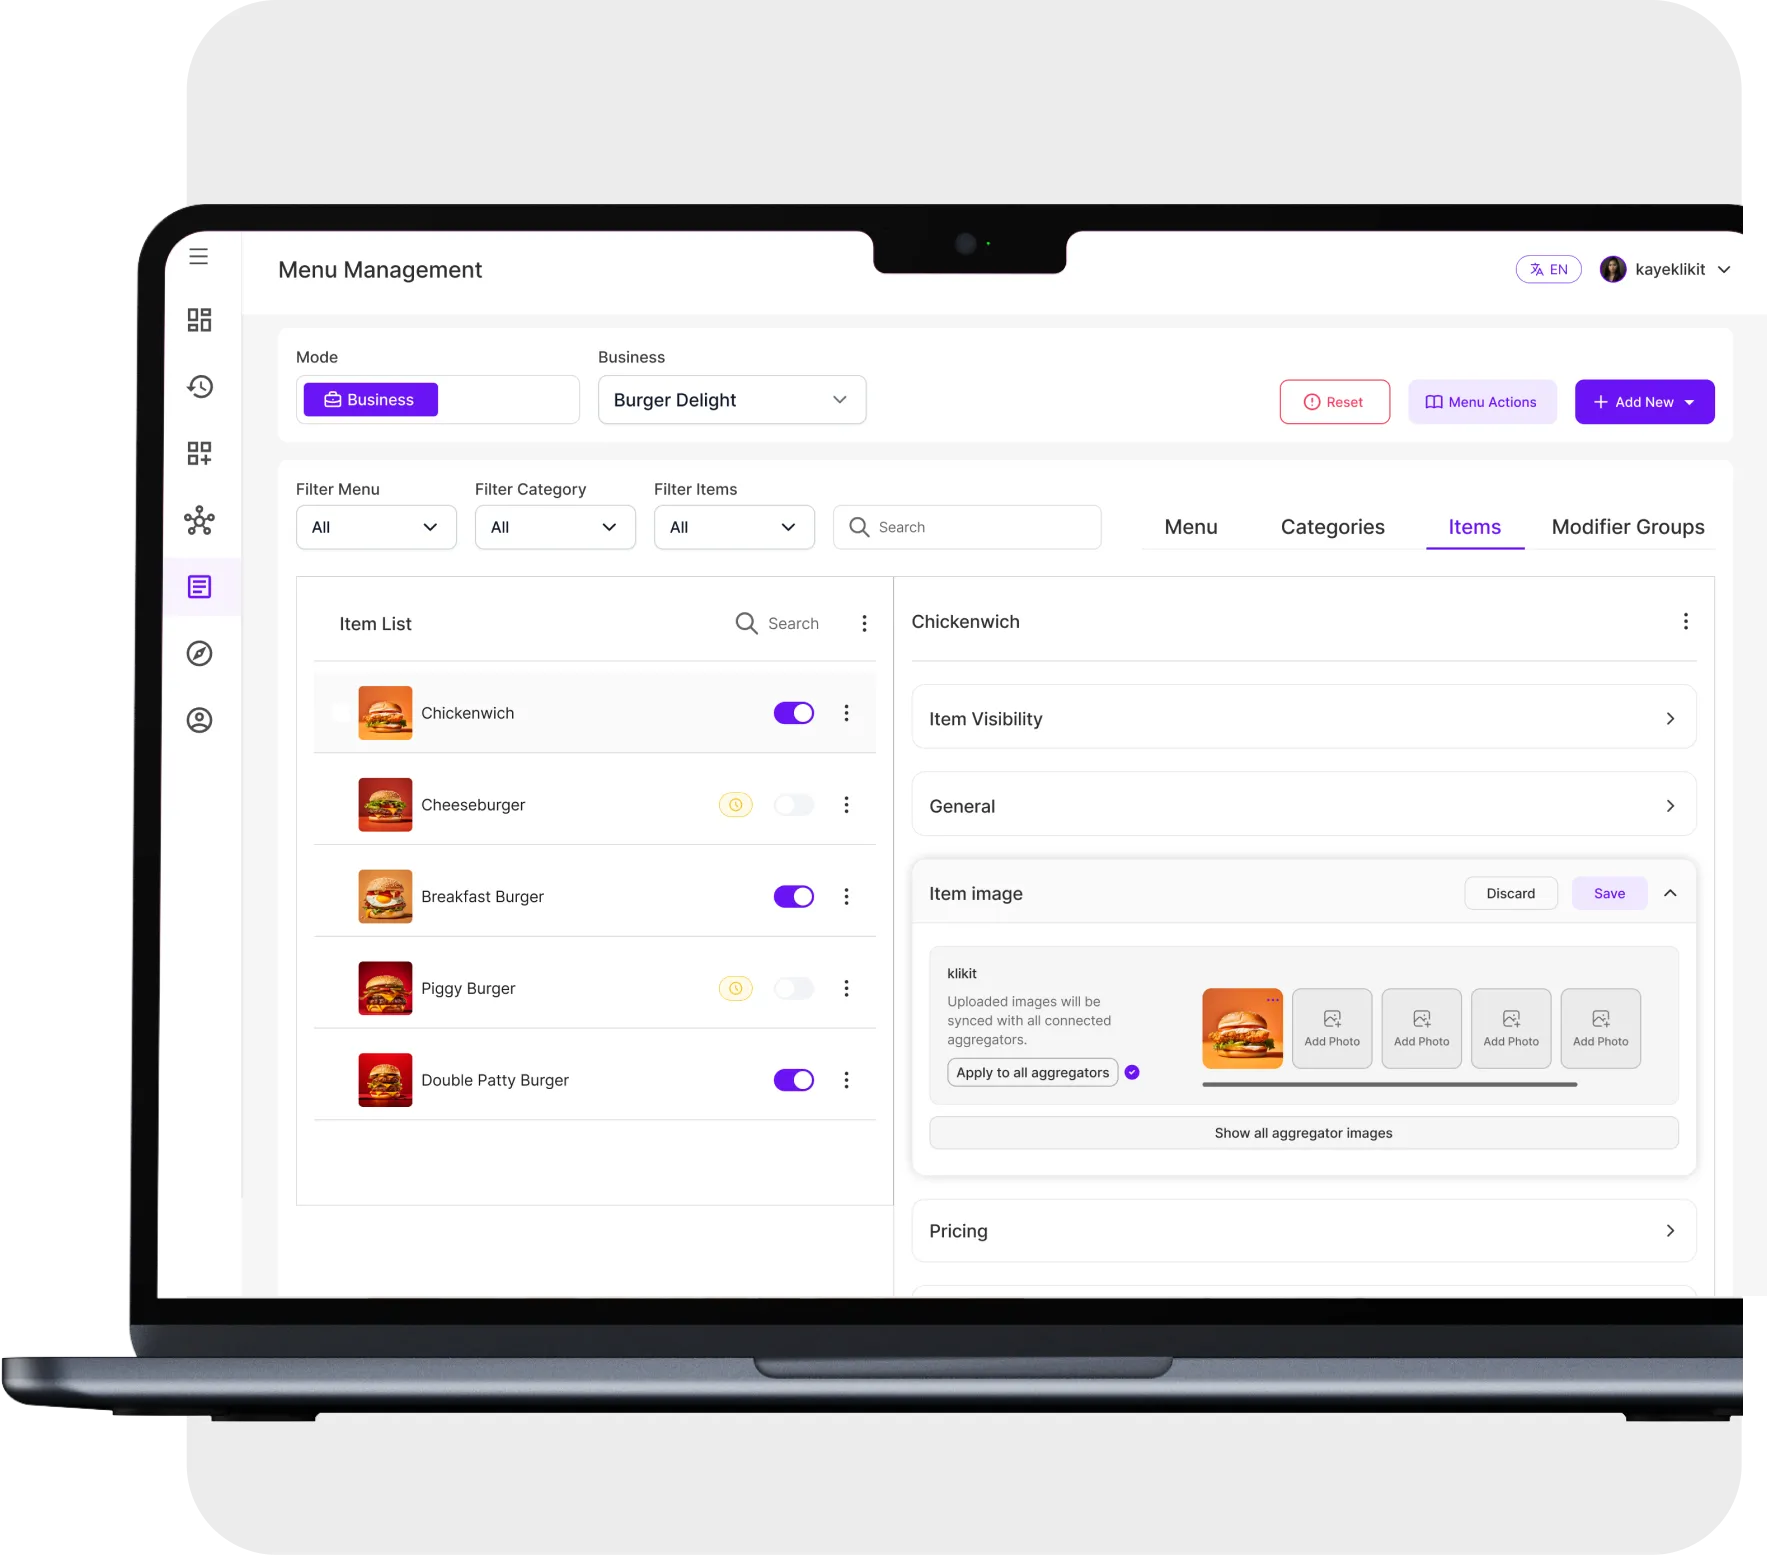 Menu Management
EN
kayeklikit
Mode
Business
Business
Burger Delight
Reset
Menu Actions
Add New
Filter Menu
Filter Category
Filter Items
All
All
All
Search
Menu
Categories
Items
Modifier Groups
Item List
Search
Chickenwich
Cheeseburger
Breakfast Burger
Piggy Burger
Double Patty Burger
Chickenwich
Item Visibility
General
Item image
Discard
Save
klikit
Uploaded images will be
synced with all connected
aggregators.
Apply to all aggregators
Add Photo
Add Photo
Add Photo
Add Photo
Show all aggregator images
Pricing